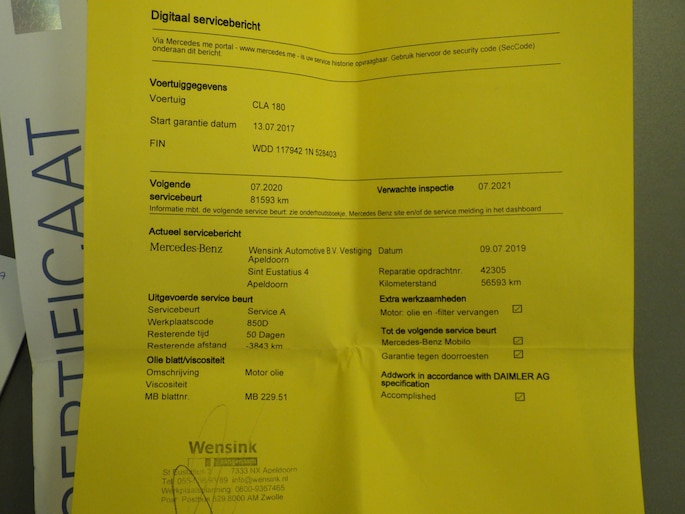 Digitaal servicebericht
Via Mercedes me portal - www.mercedes.me - is uw service historie opvraagbaar. Gebruik hiervoor de security code (SecCode)
onderaan dit bericht.
Voertuiggegevens
Voertuig CLA 180
Start garantie datum 13.07.2017
FIN WDD 117942 1N 528403
Volgende 07.2020 Verwachte inspectie 07.2021
servicebeurt 81593 km
Informatie mbt. de volgende service beurt: zie onderhoudsboekje, Mercedes Benz site en/of de service melding in het dashboard
Actueel servicebericht
Mercedes-Benz Wensink Automotive B.V. Vestiging Datum 09.07.2019
Apeldoorn
Sint Eustatius 4 Reparatie opdrachtnr. 42305
Apeldoorn Kilometerstand 56593 km
Uitgevoerde service beurt Extra werkzaamheden
Servicebeurt Service A Motor: olie en -filter vervangen
Werkplaatscode 850D
Resterende tijd 50 Dagen Tot de volgende service beurt
Resterende afstand -3843 km Mercedes-Benz Mobilo
Garantie tegen doorroesten
Olie blatt/viscositeit
Omschrijving Motor olie Addwork in accordance with DAIMLER AG
specification
Viscositeit
MB blattnr. MB 229.51 Accomplished
Wensink
7333 NX Apeldoorn
info@wensink.nl
0800-9367465
8000 AM Zwolle
CERTIFICAAT